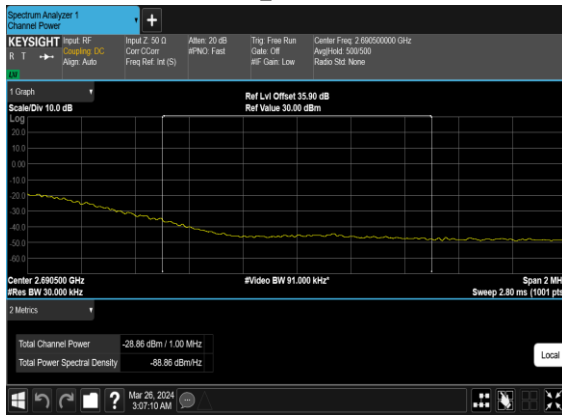 Spectrum Analyzer 1
Channel Power
+
KEYSIGHT Input: RF Input Z: 50 Ω Atten: 20 dB Trig: Free Run Center Freq: 2.690500000 GHz
R T Coupling: DC Corr CCorr #PNO: Fast Gate: Off Avg|Hold: 500/500
Align: Auto Freq Ref: Int (S) #IF Gain: Low Radio Std: None
1 Graph
Ref Lvl Offset 35.90 dB
Scale/Div 10.0 dB Ref Value 30.00 dBm
Log
20.0
10.0
0.00
-10.0
-20.0
-30.0
-40.0
-50.0
-60.0
Center 2.690500 GHz #Video BW 91.000 kHz* Span 2 MH
#Res BW 30.000 kHz Sweep 2.80 ms (1001 pts
2 Metrics
Total Channel Power -28.86 dBm / 1.00 MHz
Total Power Spectral Density -88.86 dBm/Hz
Local
? Mar 26, 2024
3:07:10 AM